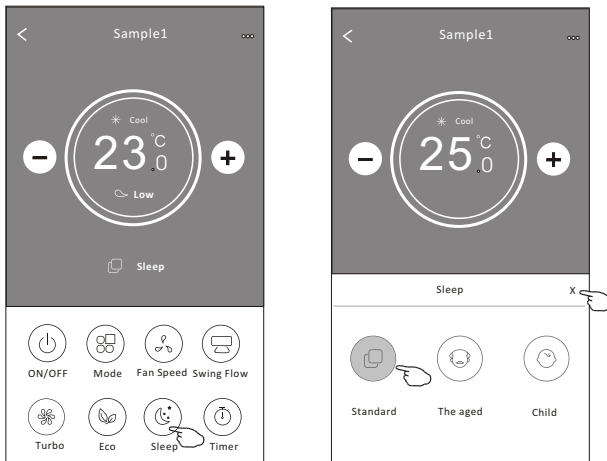 Sample1
Cool
23.0 °C
Low
Sleep
ON/OFF Mode Fan Speed Swing Flow
Turbo Eco Sleep Timer
Sample1
Cool
25.0 °C
Sleep X
Standard The aged Child